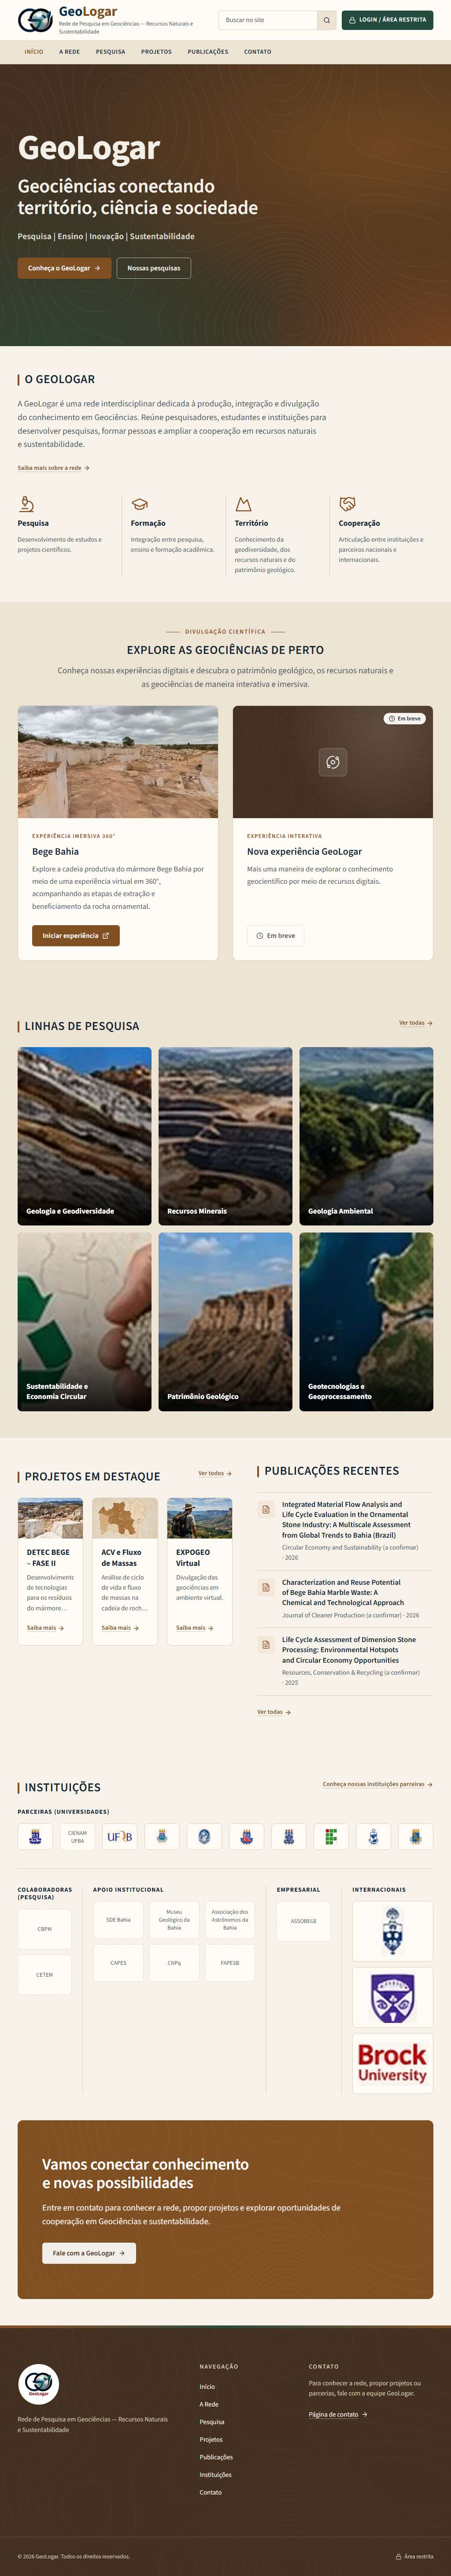 GeoLogar
Rede de Pesquisa em Geociências — Recursos Naturais e
Sustentabilidade
Buscar no site
LOGIN / ÁREA RESTRITA
INÍCIO
A REDE
PESQUISA
PROJETOS
PUBLICAÇÕES
CONTATO
GeoLogar
Geociências conectando
território, ciência e sociedade
Pesquisa | Ensino | Inovação | Sustentabilidade
Conheça o GeoLogar →
Nossas pesquisas
O GEOLOGAR
A GeoLogar é uma rede interdisciplinar dedicada à produção, integração e divulgação
do conhecimento em Geociências. Reúne pesquisadores, estudantes e instituições para
desenvolver pesquisas, formar pessoas e ampliar a cooperação em recursos naturais
e sustentabilidade.
Saiba mais sobre a rede →
Pesquisa
Desenvolvimento de estudos e
projetos científicos.
Formação
Integração entre pesquisa,
ensino e formação acadêmica.
Território
Conhecimento da
geodiversidade, dos
recursos naturais e do
patrimônio geológico.
Cooperação
Articulação entre instituições e
parceiros nacionais e
internacionais.
DIVULGAÇÃO CIENTÍFICA
EXPLORE AS GEOCIÊNCIAS DE PERTO
Conheça nossas experiências digitais e descubra o patrimônio geológico, os recursos naturais e
as geociências de maneira interativa e imersiva.
EXPERIÊNCIA IMERSIVA 360°
Bege Bahia
Explore a cadeia produtiva do mármore Bege Bahia por
meio de uma experiência virtual em 360°,
acompanhando as etapas de extração e
beneficiamento da rocha ornamental.
Iniciar experiência
Em breve
EXPERIÊNCIA INTERATIVA
Nova experiência GeoLogar
Mais uma maneira de explorar o conhecimento
geocientífico por meio de recursos digitais.
Em breve
LINHAS DE PESQUISA
Ver todas →
Geologia e Geodiversidade
Recursos Minerais
Geologia Ambiental
Sustentabilidade e
Economia Circular
Patrimônio Geológico
Geotecnologias e
Geoprocessamento
PROJETOS EM DESTAQUE
Ver todos →
DETEC BEGE
– FASE II
Desenvolvimento
de tecnologias
para os resíduos
do mármore…
Saiba mais →
ACV e Fluxo
de Massas
Análise de ciclo
de vida e fluxo
de massas na
cadeia de roch…
Saiba mais →
EXPOGEO
Virtual
Divulgação das
geociências em
ambiente virtual.
Saiba mais →
PUBLICAÇÕES RECENTES
Integrated Material Flow Analysis and
Life Cycle Evaluation in the Ornamental
Stone Industry: A Multiscale Assessment
from Global Trends to Bahia (Brazil)
Circular Economy and Sustainability (a confirmar)
· 2026
Characterization and Reuse Potential
of Bege Bahia Marble Waste: A
Chemical and Technological Approach
Journal of Cleaner Production (a confirmar) · 2026
Life Cycle Assessment of Dimension Stone
Processing: Environmental Hotspots
and Circular Economy Opportunities
Resources, Conservation & Recycling (a confirmar)
· 2025
Ver todas →
INSTITUIÇÕES
Conheça nossas instituições parceiras →
PARCEIRAS (UNIVERSIDADES)
CIENAM
UFBA
UFRB
COLABORADORAS
(PESQUISA)
CBPM
CETEM
APOIO INSTITUCIONAL
SDE Bahia
Museu
Geológico da
Bahia
Associação dos
Astrônomos da
Bahia
CAPES
CNPq
FAPESB
EMPRESARIAL
ASSOBEGE
INTERNACIONAIS
Brock
University
Vamos conectar conhecimento
e novas possibilidades
Entre em contato para conhecer a rede, propor projetos e explorar oportunidades de
cooperação em Geociências e sustentabilidade.
Fale com a GeoLogar →
GeoLogar
Rede de Pesquisa em Geociências — Recursos Naturais
e Sustentabilidade
NAVEGAÇÃO
Início
A Rede
Pesquisa
Projetos
Publicações
Instituições
Contato
CONTATO
Para conhecer a rede, propor projetos ou
parcerias, fale com a equipe GeoLogar.
Página de contato →
© 2026 GeoLogar. Todos os direitos reservados.
Área restrita